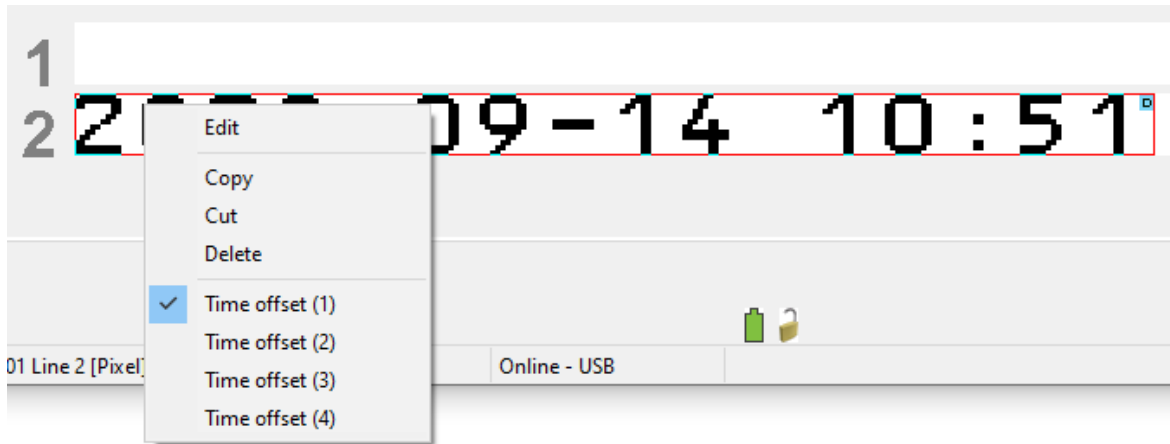 1
2
09-14 10:51
D
Edit
Copy
Cut
Delete
Time offset (1)
Time offset (2)
Time offset (3)
Time offset (4)
01 Line 2 [Pixel]
Online - USB